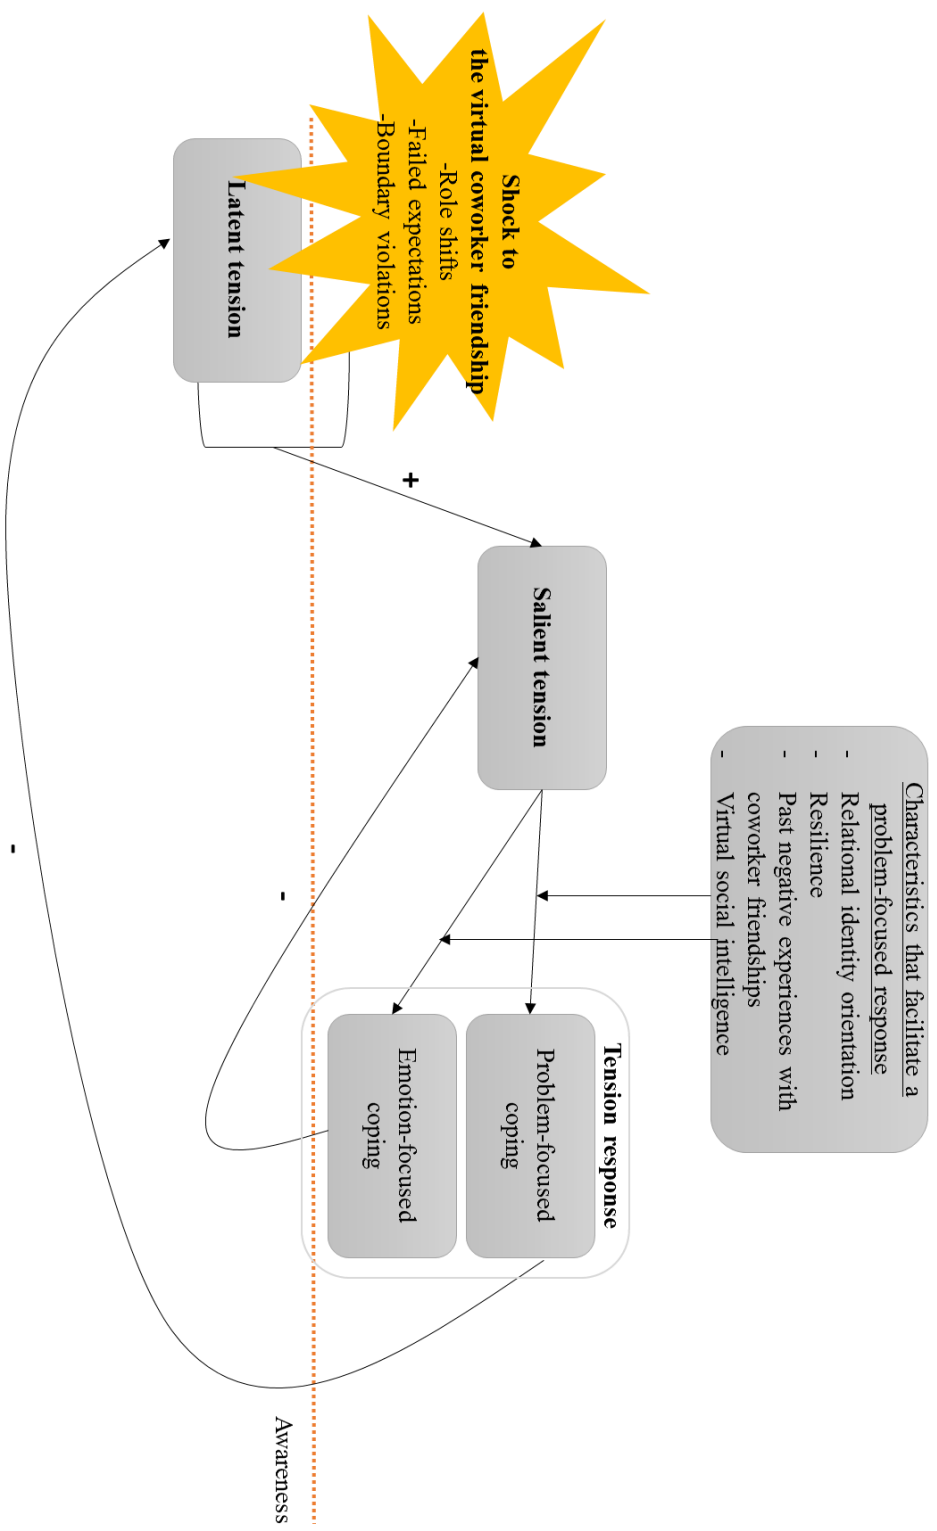 Shock to
the virtual coworker friendship
-Role shifts
-Failed expectations
-Boundary violations
Latent tension
+
Salient tension
Characteristics that facilitate a
problem-focused response
- Relational identity orientation
- Resilience
- Past negative experiences with
coworker friendships
- Virtual social intelligence
Tension response
Problem-focused
coping
Emotion-focused
coping
-
-
Awareness